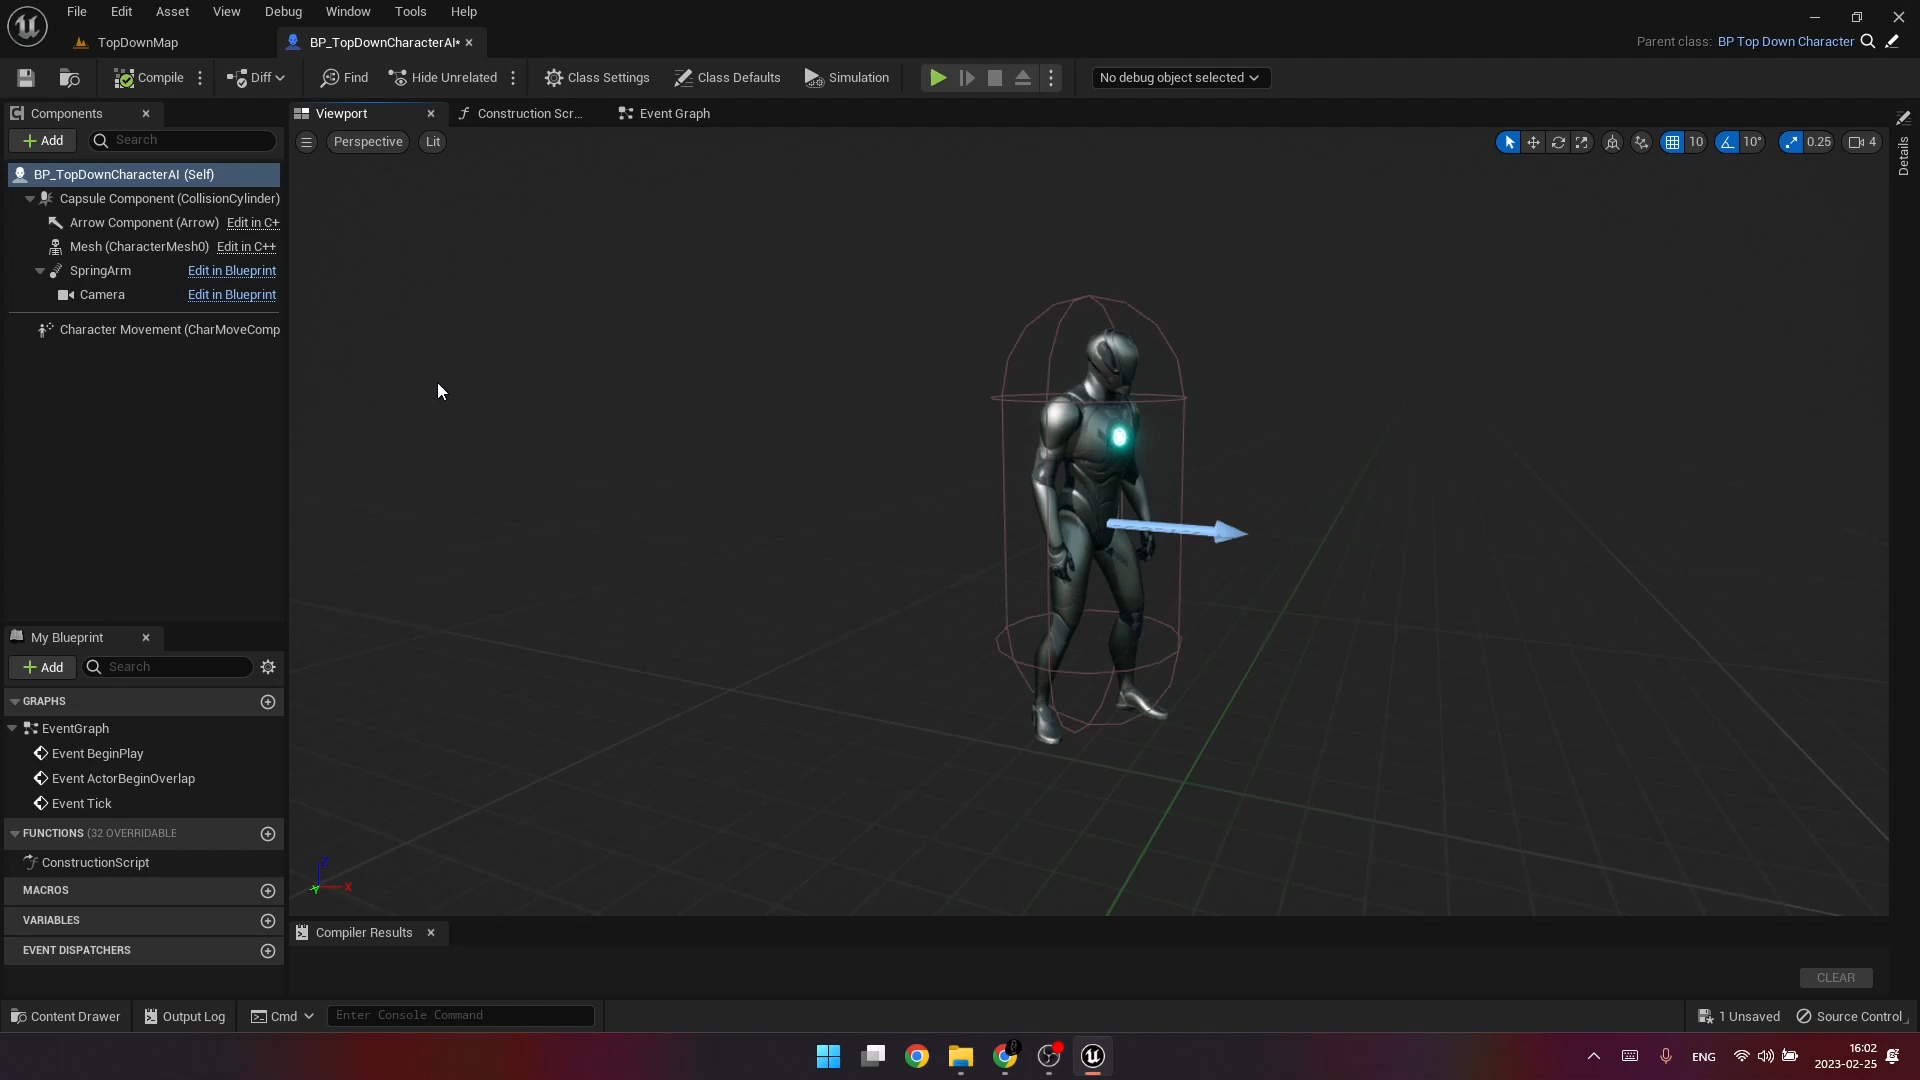 File Edit Asset View Debug Window Tools Help
TopDownMap
BP_TopDownCharacterAI*
Parent class: BP Top Down Character
Compile
Diff
Find
Hide Unrelated
Class Settings
Class Defaults
Simulation
No debug object selected
Components
Viewport
Construction Scr...
Event Graph
Add
Search
Perspective
Lit
10
10°
0.25
4
Details
BP_TopDownCharacterAI (Self)
Capsule Component (CollisionCylinder)
Arrow Component (Arrow) Edit in C+
Mesh (CharacterMesh0) Edit in C++
SpringArm Edit in Blueprint
Camera Edit in Blueprint
Character Movement (CharMoveComp
My Blueprint
Add
Search
GRAPHS
EventGraph
Event BeginPlay
Event ActorBeginOverlap
Event Tick
FUNCTIONS (32 OVERRIDABLE
ConstructionScript
MACROS
VARIABLES
EVENT DISPATCHERS
Z
X
Y
Compiler Results
CLEAR
Content Drawer
Output Log
Cmd
Enter Console Command
1 Unsaved
Source Control
ENG
16:02
2023-02-25